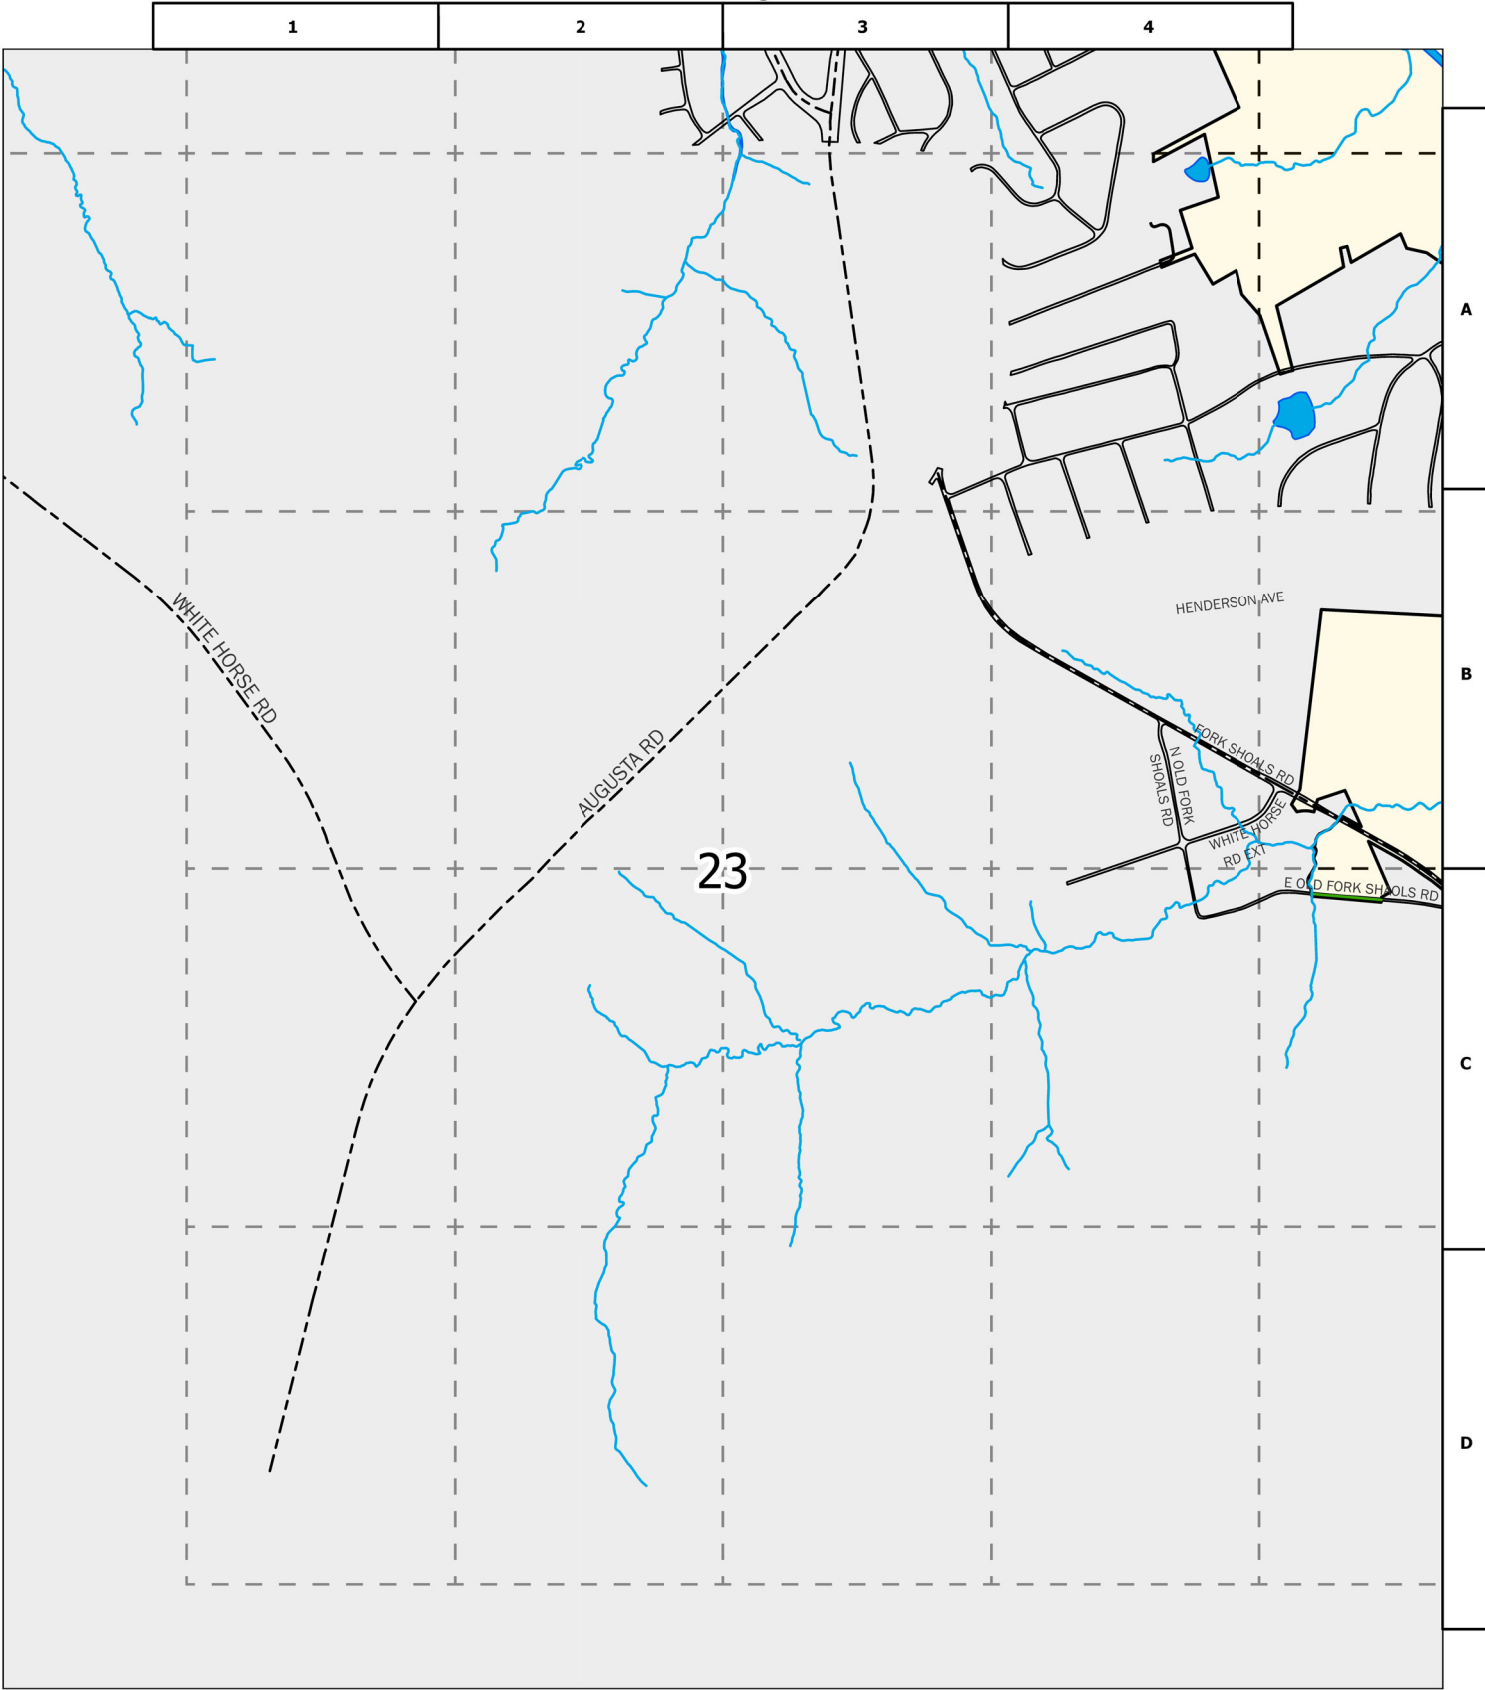 1 2 3 4
A
HENDERSON AVE
WHITE HORSE RD
B
FORK SHOALS RD
AUGUSTA RD
N OLD FORK
SHOALS RD
WHITE HORSE
RD EXT
23
E OLD FORK SHAOLS RD
C
D